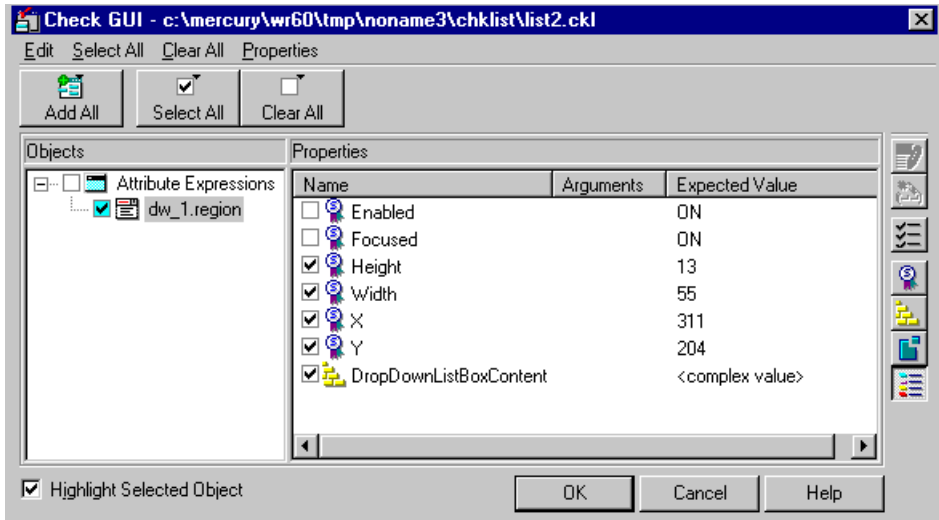 Check GUI - c:\mercury\wr60\tmp\noname3\chklist\list2.ckl
Edit Select All Clear All Properties
Add All Select All Clear All
Objects Properties
Attribute Expressions
dw_1.region
Name Arguments Expected Value
Enabled ON
Focused ON
Height 13
Width 55
X 311
Y 204
DropDownListBoxContent <complex value>
Highlight Selected Object
OK Cancel Help